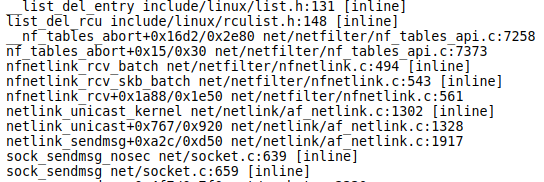 __list_del_entry include/linux/list.h:131 [inline]
list_del_rcu include/linux/rculist.h:148 [inline]
__nf_tables_abort+0x16d2/0x2e80 net/netfilter/nf_tables_api.c:7258
nf_tables_abort+0x15/0x30 net/netfilter/nf_tables_api.c:7373
nfnetlink_rcv_batch net/netfilter/nfnetlink.c:494 [inline]
nfnetlink_rcv_skb_batch net/netfilter/nfnetlink.c:543 [inline]
nfnetlink_rcv+0x1a88/0x1e50 net/netfilter/nfnetlink.c:561
netlink_unicast_kernel net/netlink/af_netlink.c:1302 [inline]
netlink_unicast+0x767/0x920 net/netlink/af_netlink.c:1328
netlink_sendmsg+0xa2c/0xd50 net/netlink/af_netlink.c:1917
sock_sendmsg_nosec net/socket.c:639 [inline]
sock_sendmsg net/socket.c:659 [inline]